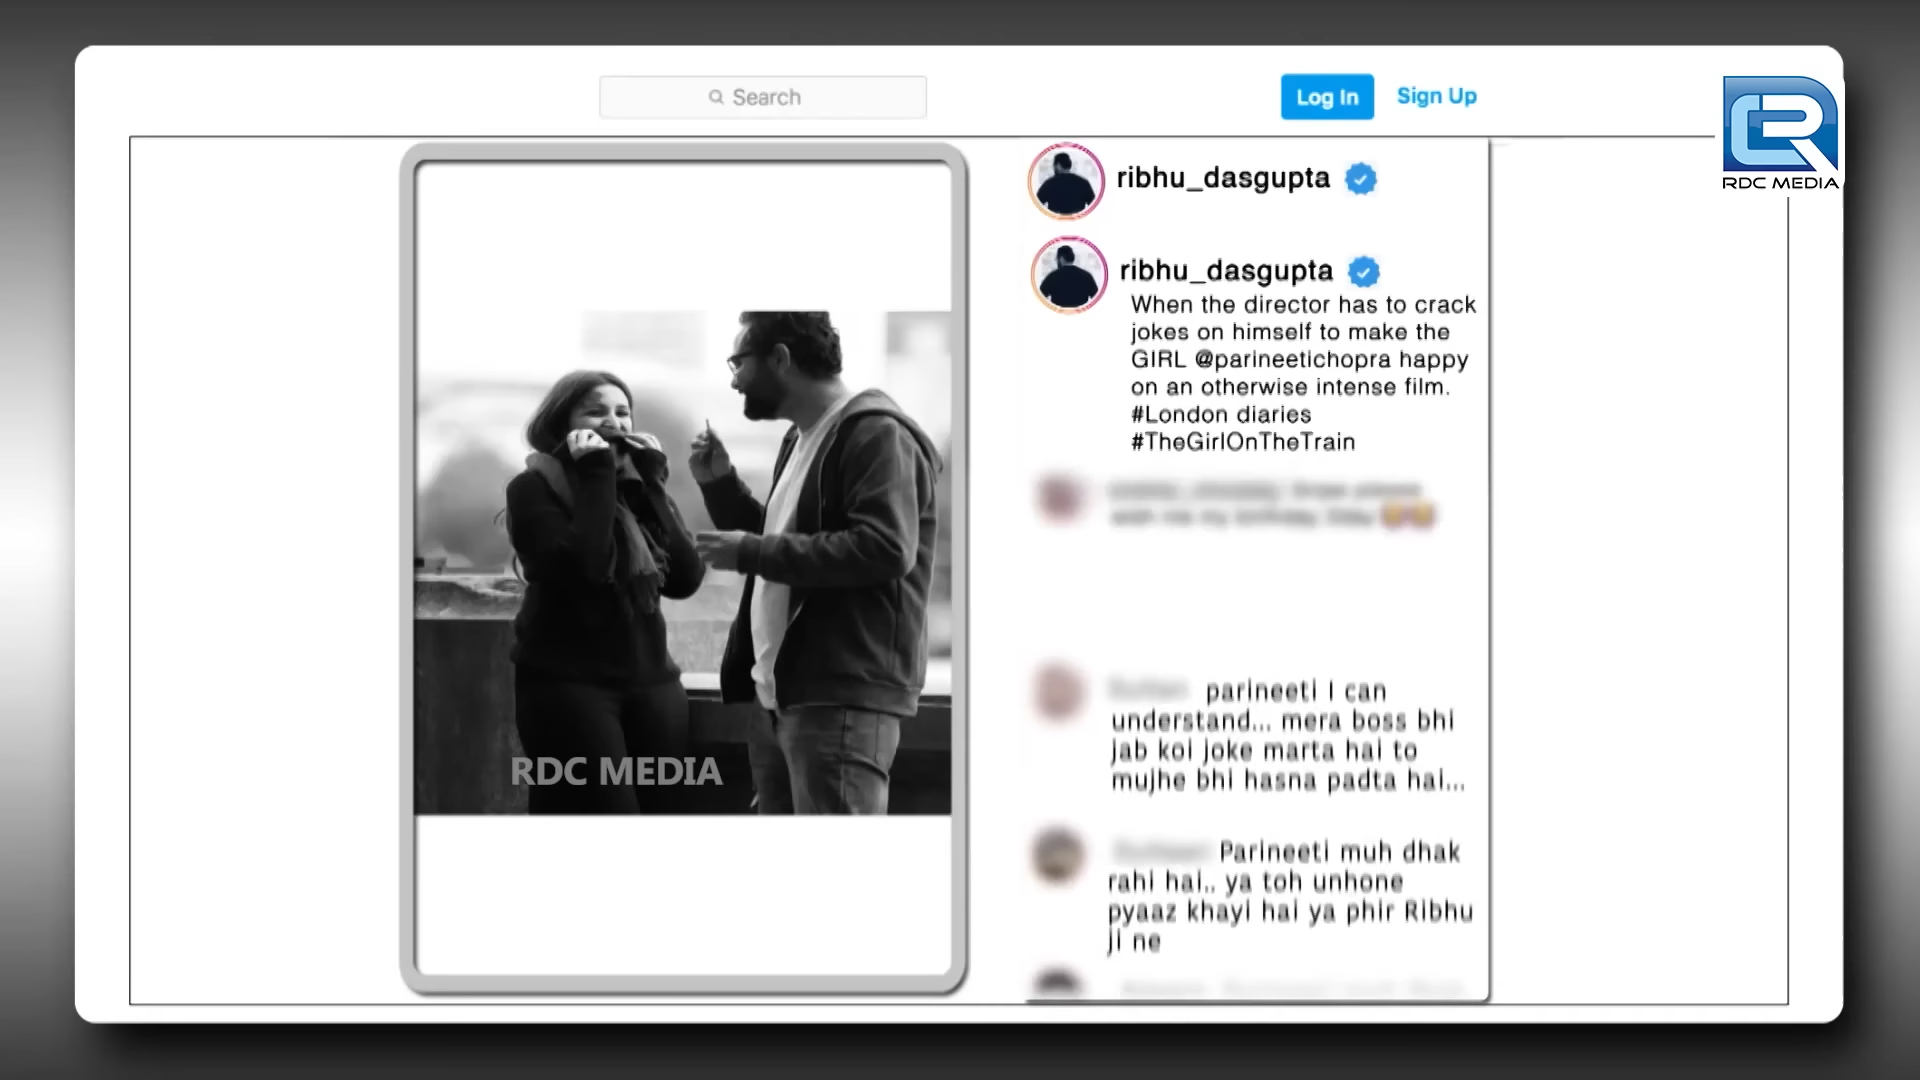 Search
Log In
Sign Up
RDC MEDIA
ribhu_dasgupta
ribhu_dasgupta
When the director has to crack
jokes on himself to make the
GIRL @parineetichopra happy
on an otherwise intense film.
#London diaries
#TheGirlOnTheTrain
parineeti I can
understand... mera boss bhi
jab koi joke marta hai to
mujhe bhi hasna padta hai...
Parineeti muh dhak
rahi hai.. ya toh unhone
pyaaz khayi hai ya phir Ribhu
ji ne
RDC MEDIA